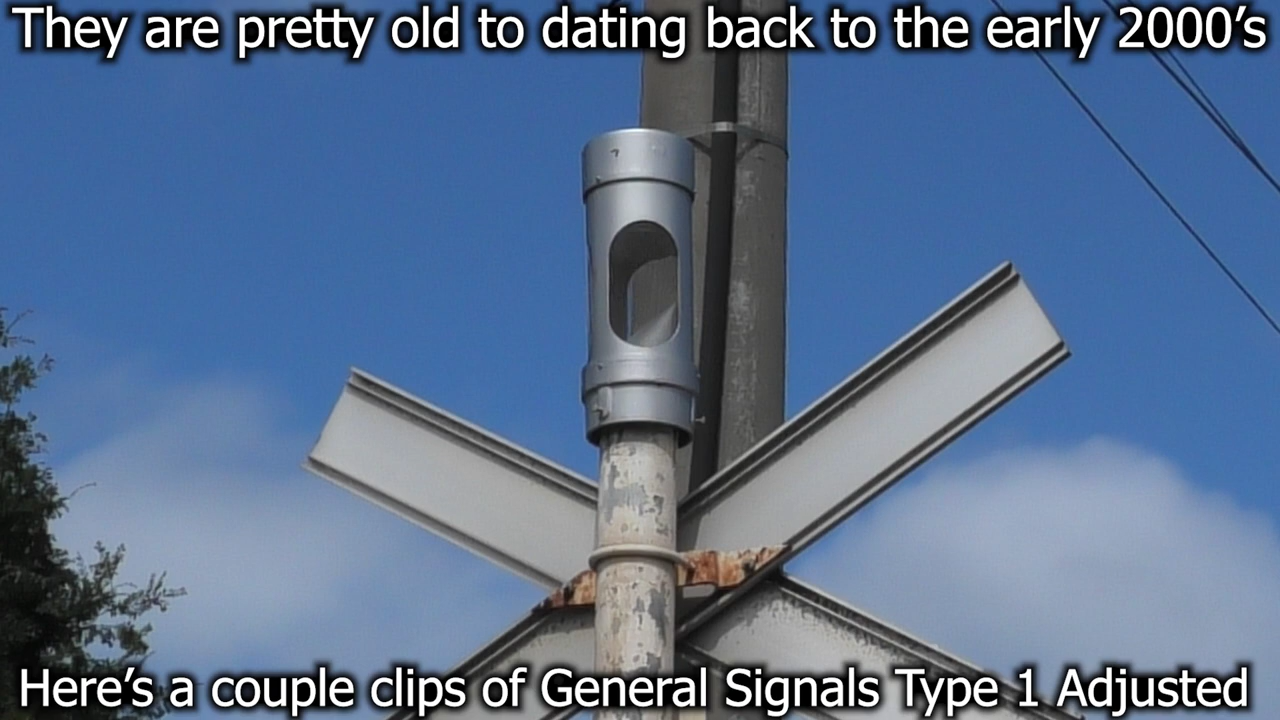 They are pretty old to dating back to the early 2000’s
Here’s a couple clips of General Signals Type 1 Adjusted